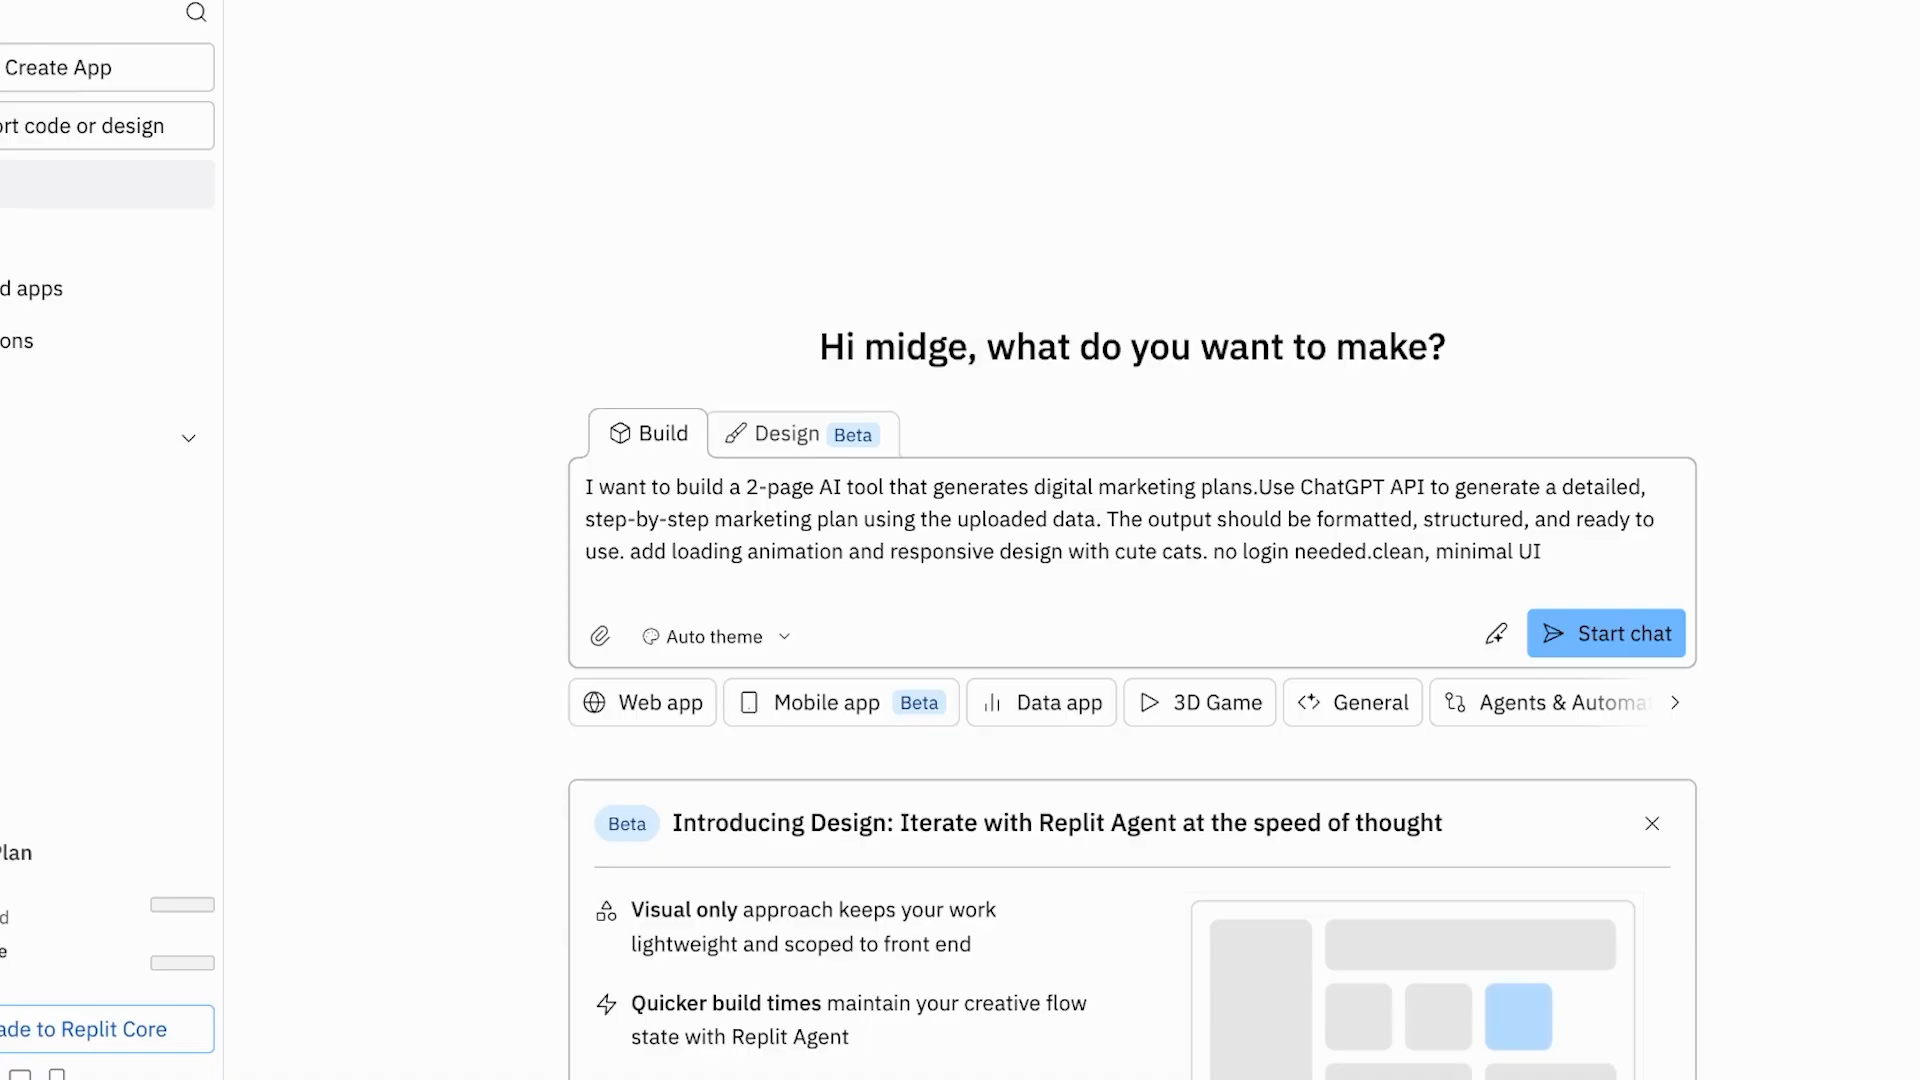 Create App
ort code or design
d apps
ons
Hi midge, what do you want to make?
Build
Design Beta
I want to build a 2-page AI tool that generates digital marketing plans.Use ChatGPT API to generate a detailed,
step-by-step marketing plan using the uploaded data. The output should be formatted, structured, and ready to
use. add loading animation and responsive design with cute cats. no login needed.clean, minimal UI
Auto theme
Start chat
Web app
Mobile app Beta
Data app
3D Game
General
Agents & Automa
Beta Introducing Design: Iterate with Replit Agent at the speed of thought
Visual only approach keeps your work
lightweight and scoped to front end
Quicker build times maintain your creative flow
state with Replit Agent
Plan
d
e
ade to Replit Core